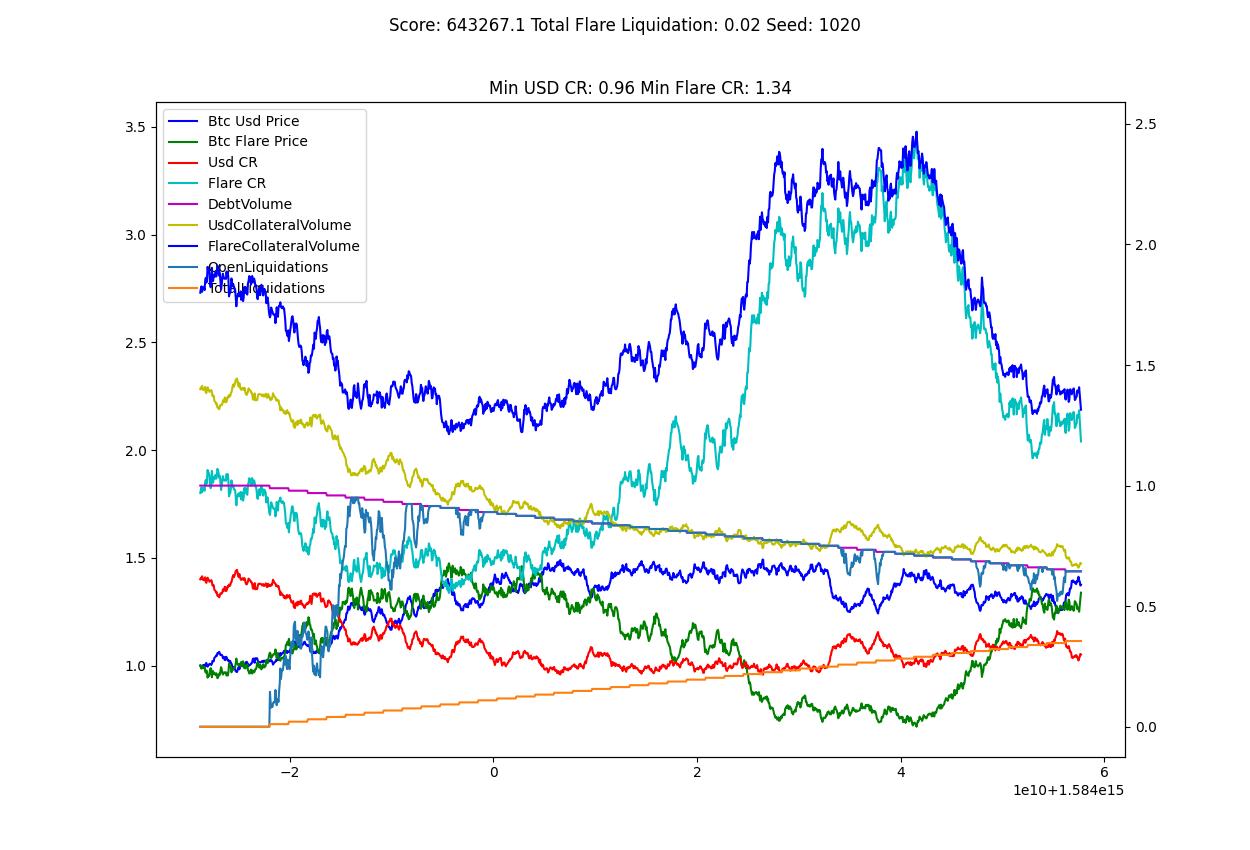 Score: 643267.1 Total Flare Liquidation: 0.02 Seed: 1020
Min USD CR: 0.96 Min Flare CR: 1.34
Btc Usd Price
Btc Flare Price
Usd CR
Flare CR
DebtVolume
UsdCollateralVolume
FlareCollateralVolume
OpenLiquidations
TotalLiquidations
3.5
3.0
2.5
2.0
1.5
1.0
2.5
2.0
1.5
1.0
0.5
0.0
−2
0
2
4
6
1e10+1.584e15